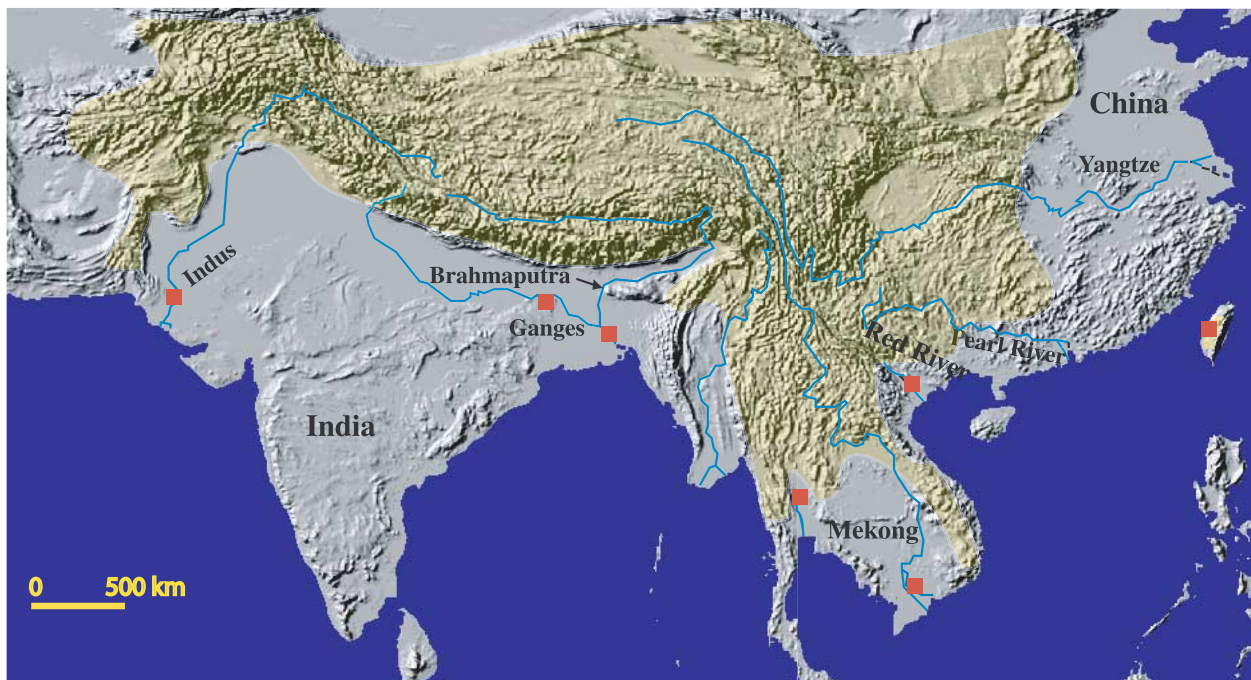 China
Yangtze
Indus
Brahmaputra
Ganges
Red River
Pearl River
India
Mekong
0 500 km